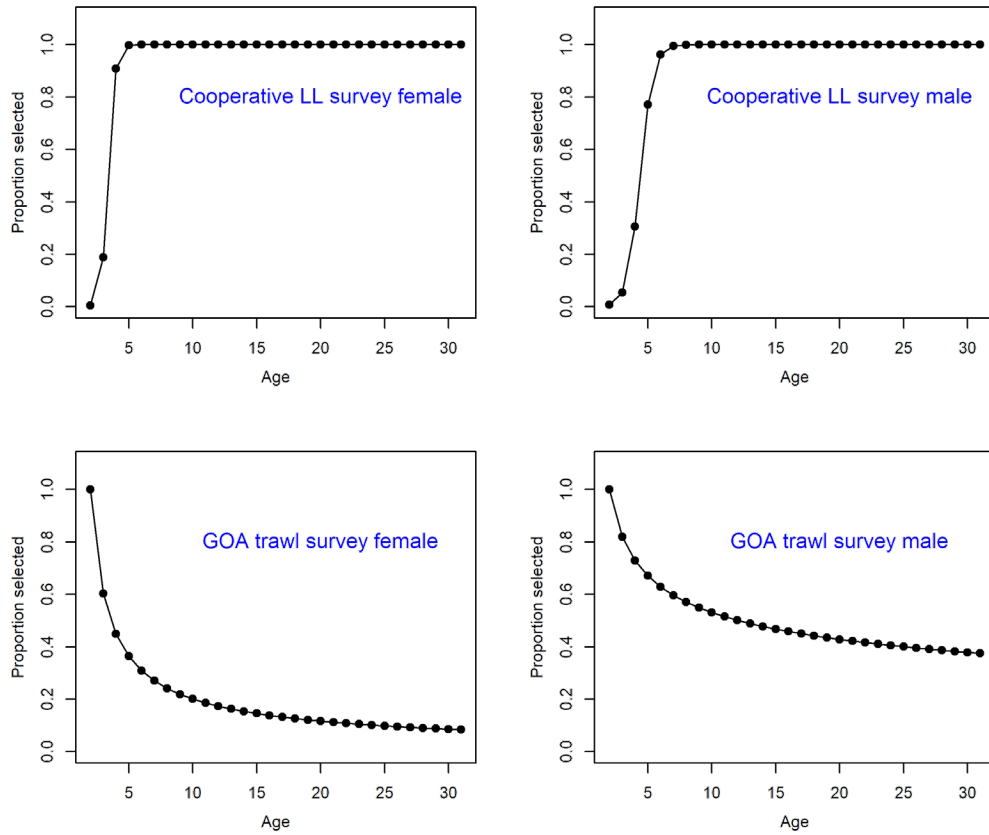 Cooperative LL survey female
Proportion selected
0.0 0.2 0.4 0.6 0.8 1.0
5 10 15 20 25 30
Age
Cooperative LL survey male
Proportion selected
0.0 0.2 0.4 0.6 0.8 1.0
5 10 15 20 25 30
Age
GOA trawl survey female
Proportion selected
0.0 0.2 0.4 0.6 0.8 1.0
5 10 15 20 25 30
Age
GOA trawl survey male
Proportion selected
0.0 0.2 0.4 0.6 0.8 1.0
5 10 15 20 25 30
Age